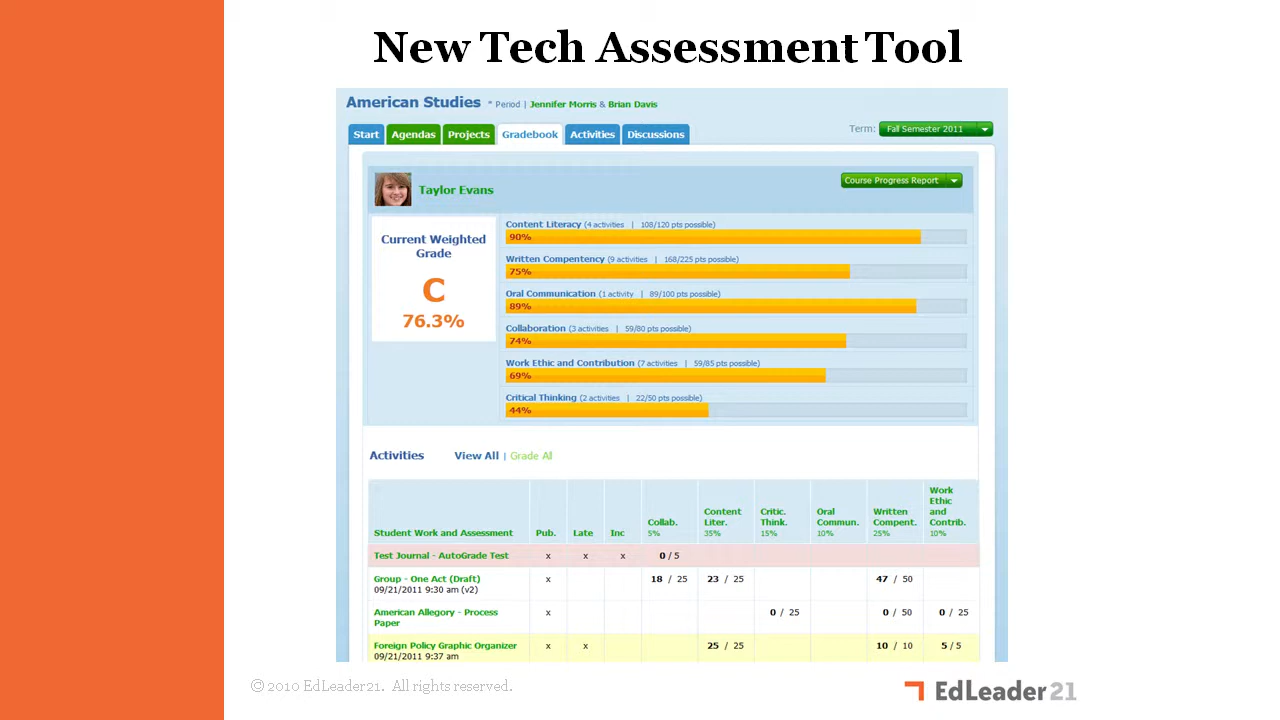 New Tech Assessment Tool
American Studies * Period | Jennifer Morris & Brian Davis
Start Agendas Projects Gradebook Activities Discussions Term: Fall Semester 2011
Taylor Evans Course Progress Report
Current Weighted
Grade
C
76.3%
Content Literacy (4 activities | 108/120 pts possible)
90%
Written Compentency (9 activities | 168/225 pts possible)
75%
Oral Communication (1 activity | 89/100 pts possible)
89%
Collaboration (3 activities | 59/80 pts possible)
74%
Work Ethic and Contribution (7 activities | 59/85 pts possible)
69%
Critical Thinking (2 activities | 22/50 pts possible)
44%
Activities View All | Grade Al
Student Work and Assessment Pub. Late Inc
Collab.
5%
Content
Liter.
35%
Critic.
Think.
15%
Oral
Commun.
10%
Written
Compent.
25%
Work
Ethic
and
Contrib.
10%
Test Journal - AutoGrade Test x x x 0 / 5
Group - One Act (Draft) x 18 / 25 23 / 25 47 / 50
09/21/2011 9:30 am (v2)
American Allegory - Process x 0 / 25 0 / 50 0 / 25
Paper
Foreign Policy Graphic Organizer x x 25 / 25 10 / 10 5 / 5
09/21/2011 9:37 am
© 2010 EdLeader21. All rights reserved.
EdLeader21